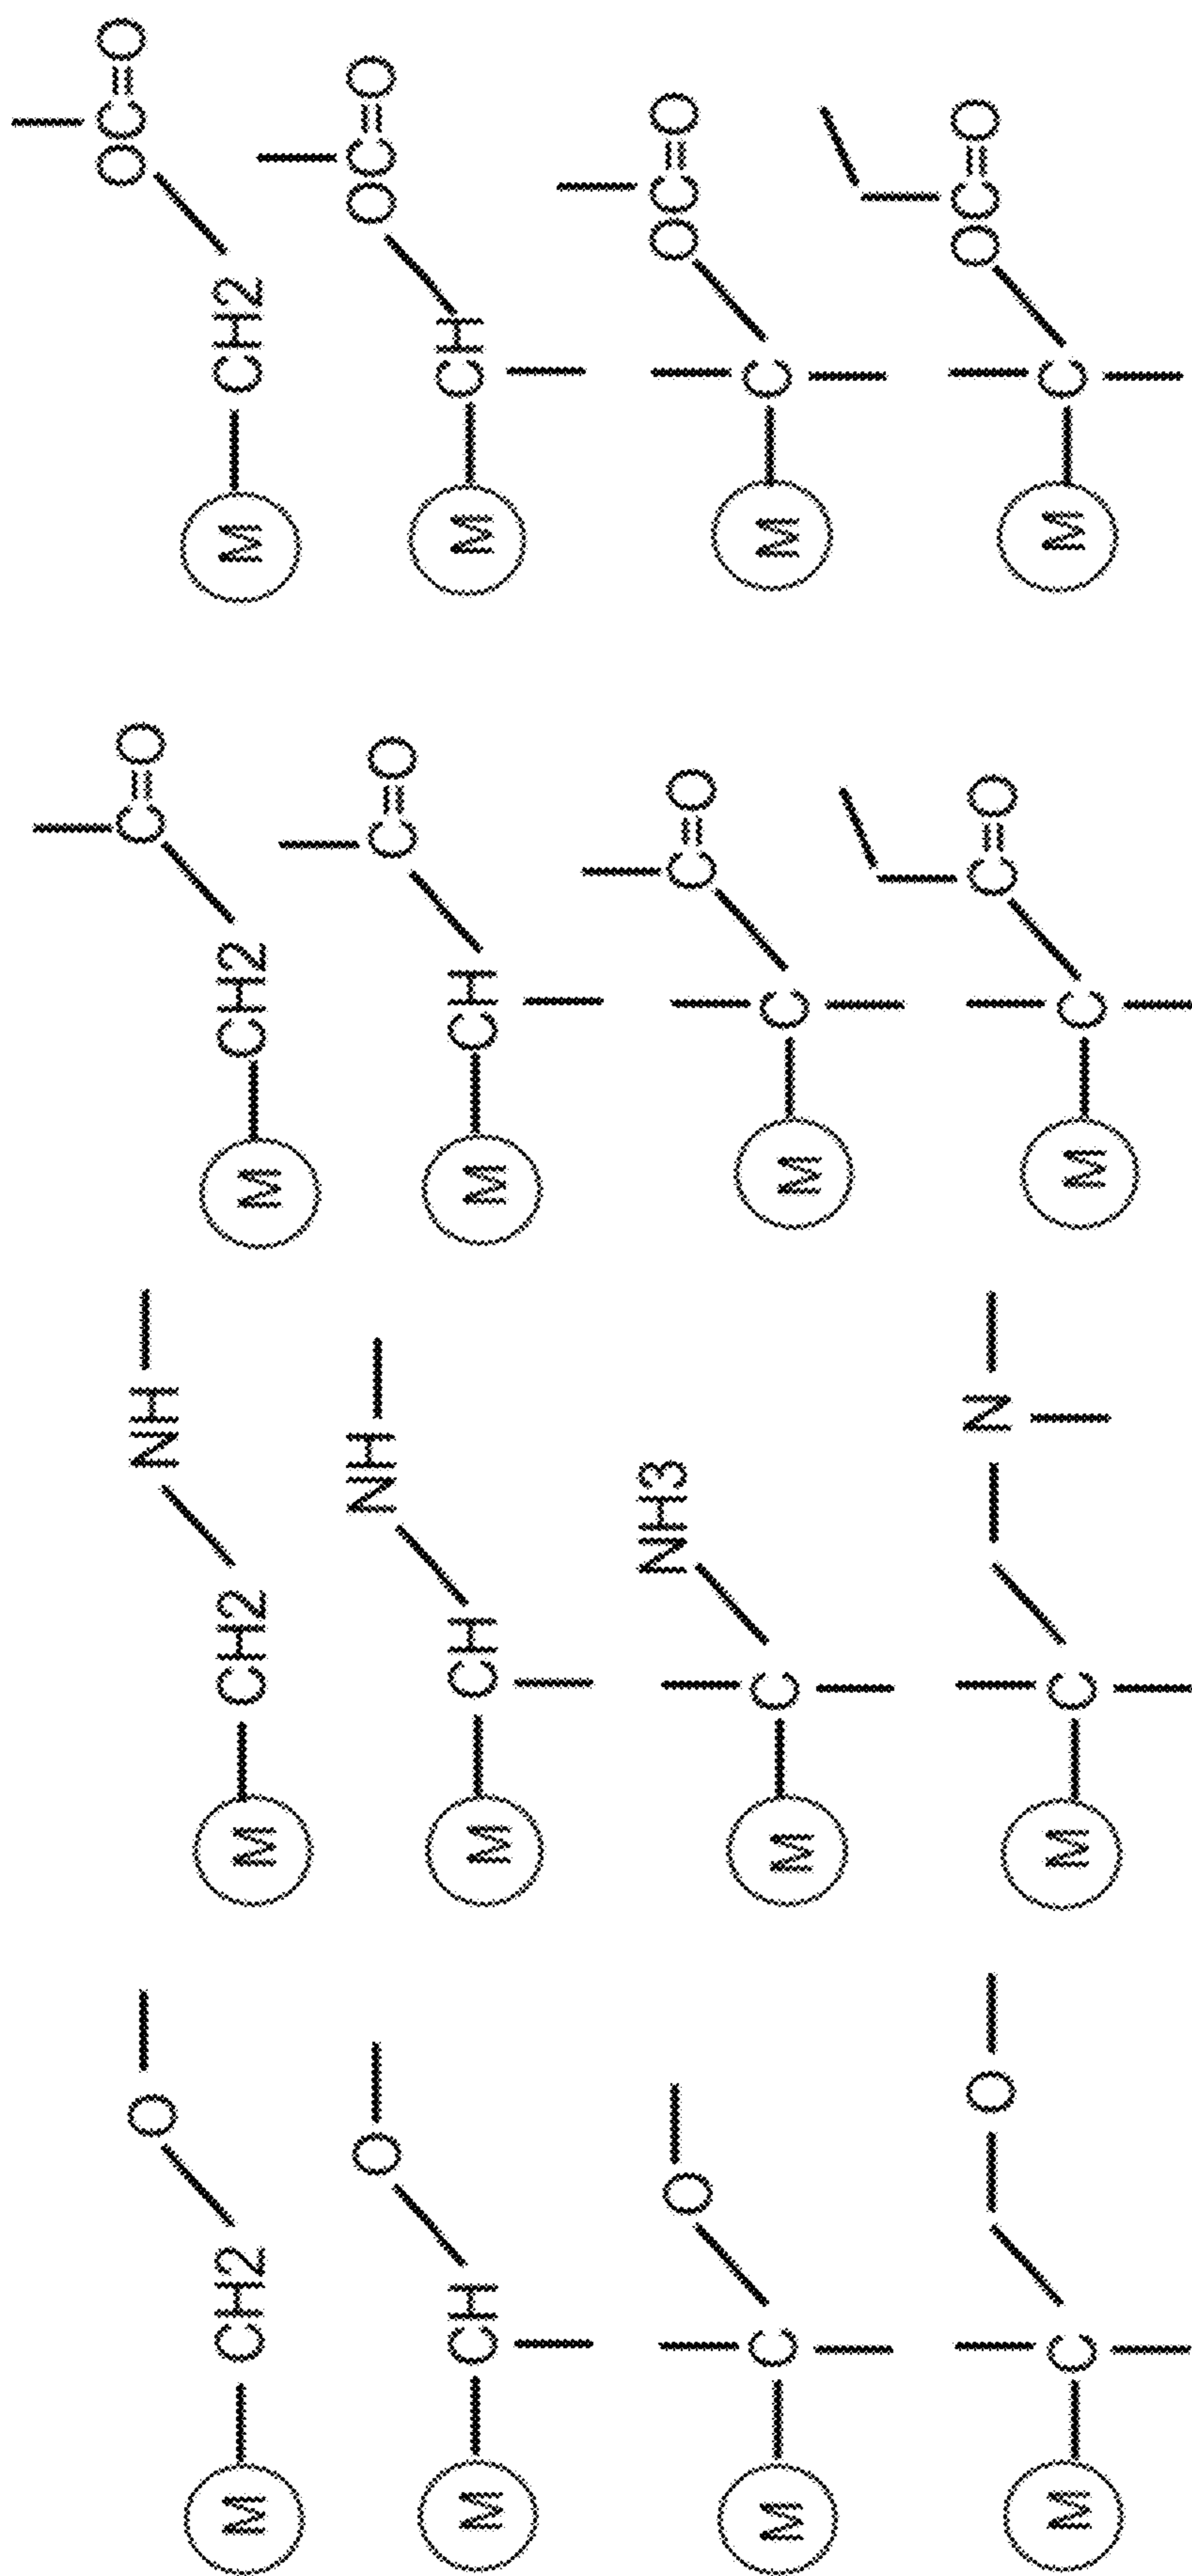 O NH C=O OC=O
M CH2 M CH2 M CH2 M CH2
O NH C=O OC=O
M CH M CH M CH M CH
O NH3 C=O OC=O
M C M C M C M C
O N C=O OC=O
M C M C M C M C